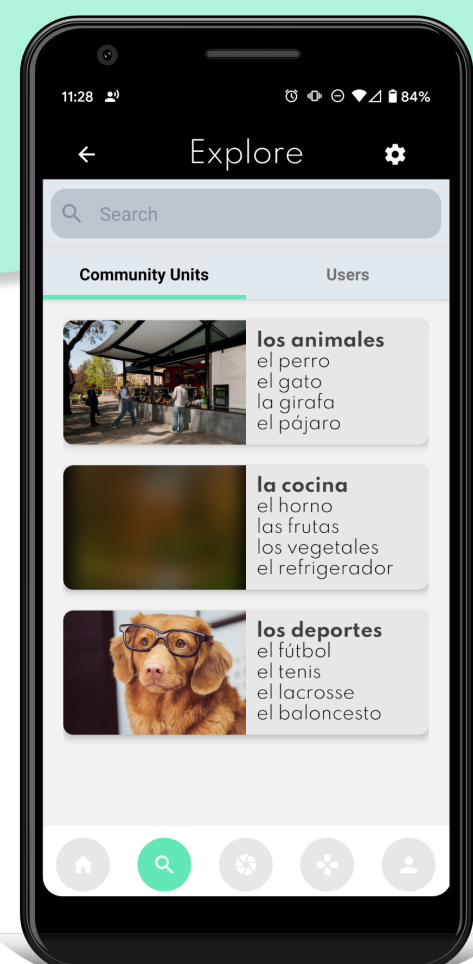 11:28
84%
Explore
Search
Community Units
Users
los animales
el perro
el gato
la girafa
el pájaro
la cocina
el horno
las frutas
los vegetales
el refrigerador
los deportes
el fútbol
el tenis
el lacrosse
el baloncesto